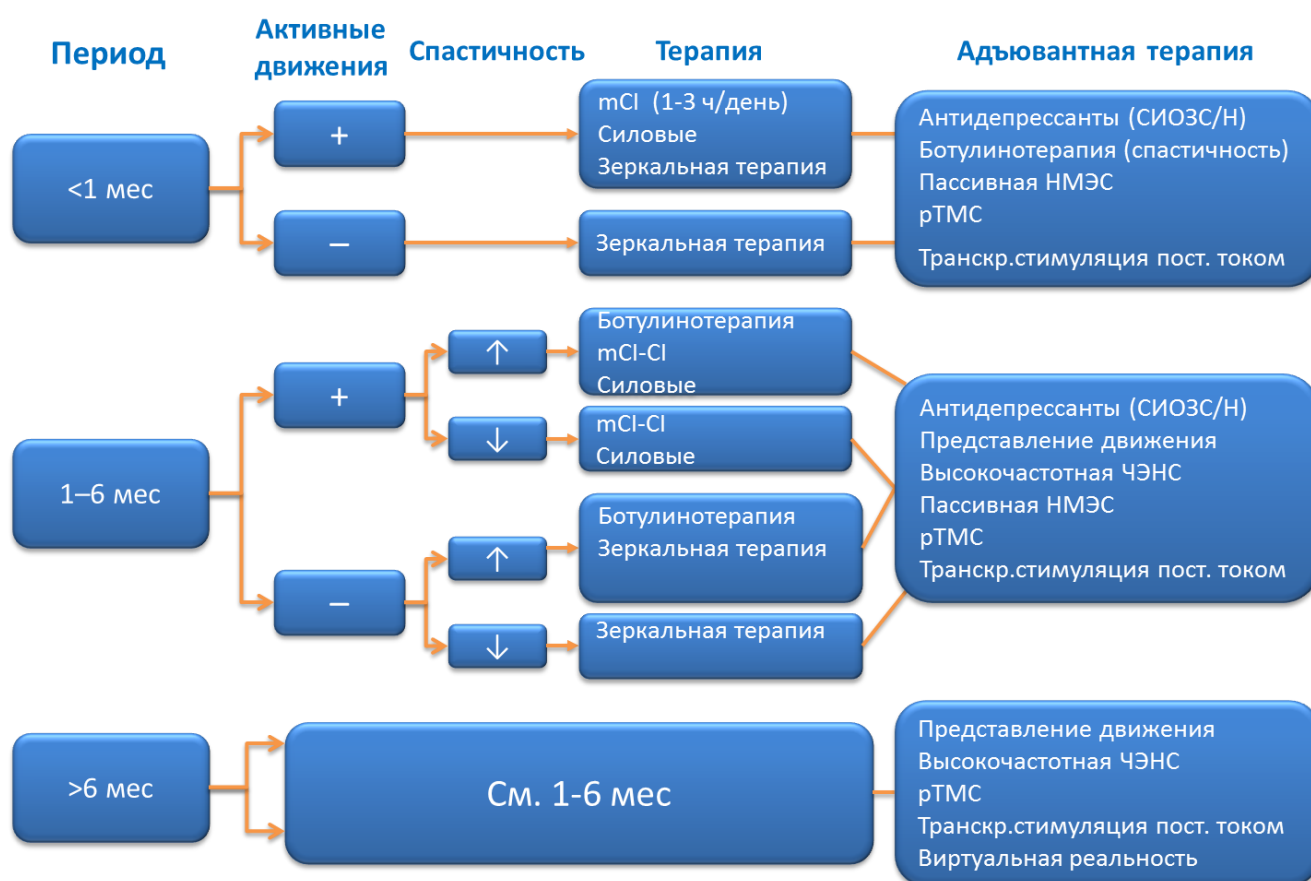 Период
Активные
движения
Спастичность
Терапия
Адъювантная терапия
<1 мес
+
mCI (1-3 ч/день)
Силовые
Зеркальная терапия
–
Зеркальная терапия
Антидепрессанты (СИОЗС/Н)
Ботулинотерапия (спастичность)
Пассивная НМЭС
рТМС
Транскр.стимуляция пост. током
1–6 мес
+
↑
Ботулинотерапия
mCI-CI
Силовые
↓
mCI-CI
Силовые
–
↑
Ботулинотерапия
Зеркальная терапия
↓
Зеркальная терапия
Антидепрессанты (СИОЗС/Н)
Представление движения
Высокочастотная ЧЭНС
Пассивная НМЭС
рТМС
Транскр.стимуляция пост. током
>6 мес
См. 1-6 мес
Представление движения
Высокочастотная ЧЭНС
рТМС
Транскр.стимуляция пост. током
Виртуальная реальность